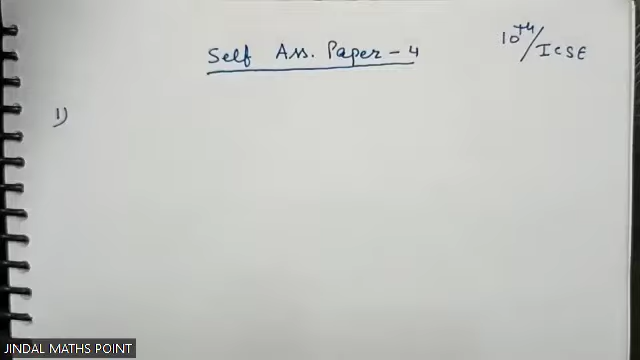 Self Ass. Paper - 4
10th/ICSE
1)
JINDAL MATHS POINT